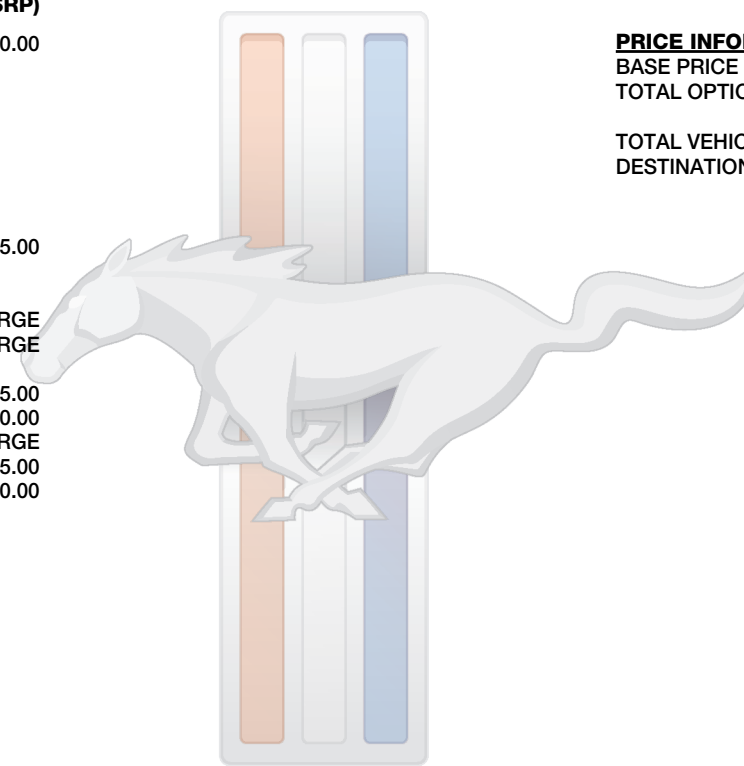 SRP)
0.00
5.00
RGE
RGE
5.00
0.00
RGE
5.00
0.00
PRICE INFO
BASE PRICE
TOTAL OPTIO
TOTAL VEHIC
DESTINATION